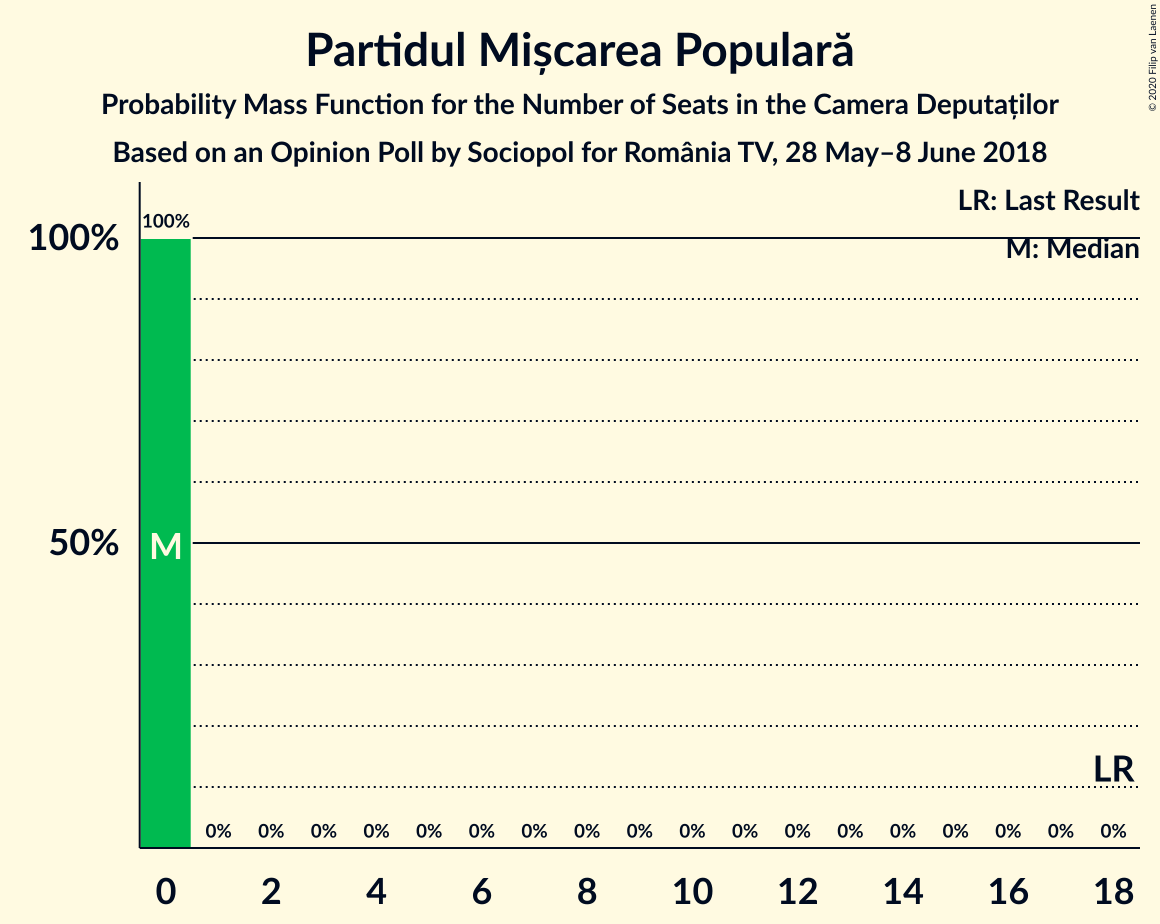 Partidul Mișcarea Populară
Probability Mass Function for the Number of Seats in the Camera Deputaților
Based on an Opinion Poll by Sociopol for România TV, 28 May–8 June 2018
© 2020 Filip van Laenen
LR: Last Result
M: Median
100%
100%
50%
M
LR
0% 0% 0% 0% 0% 0% 0% 0% 0% 0% 0% 0% 0% 0% 0% 0% 0% 0%
0 2 4 6 8 10 12 14 16 18